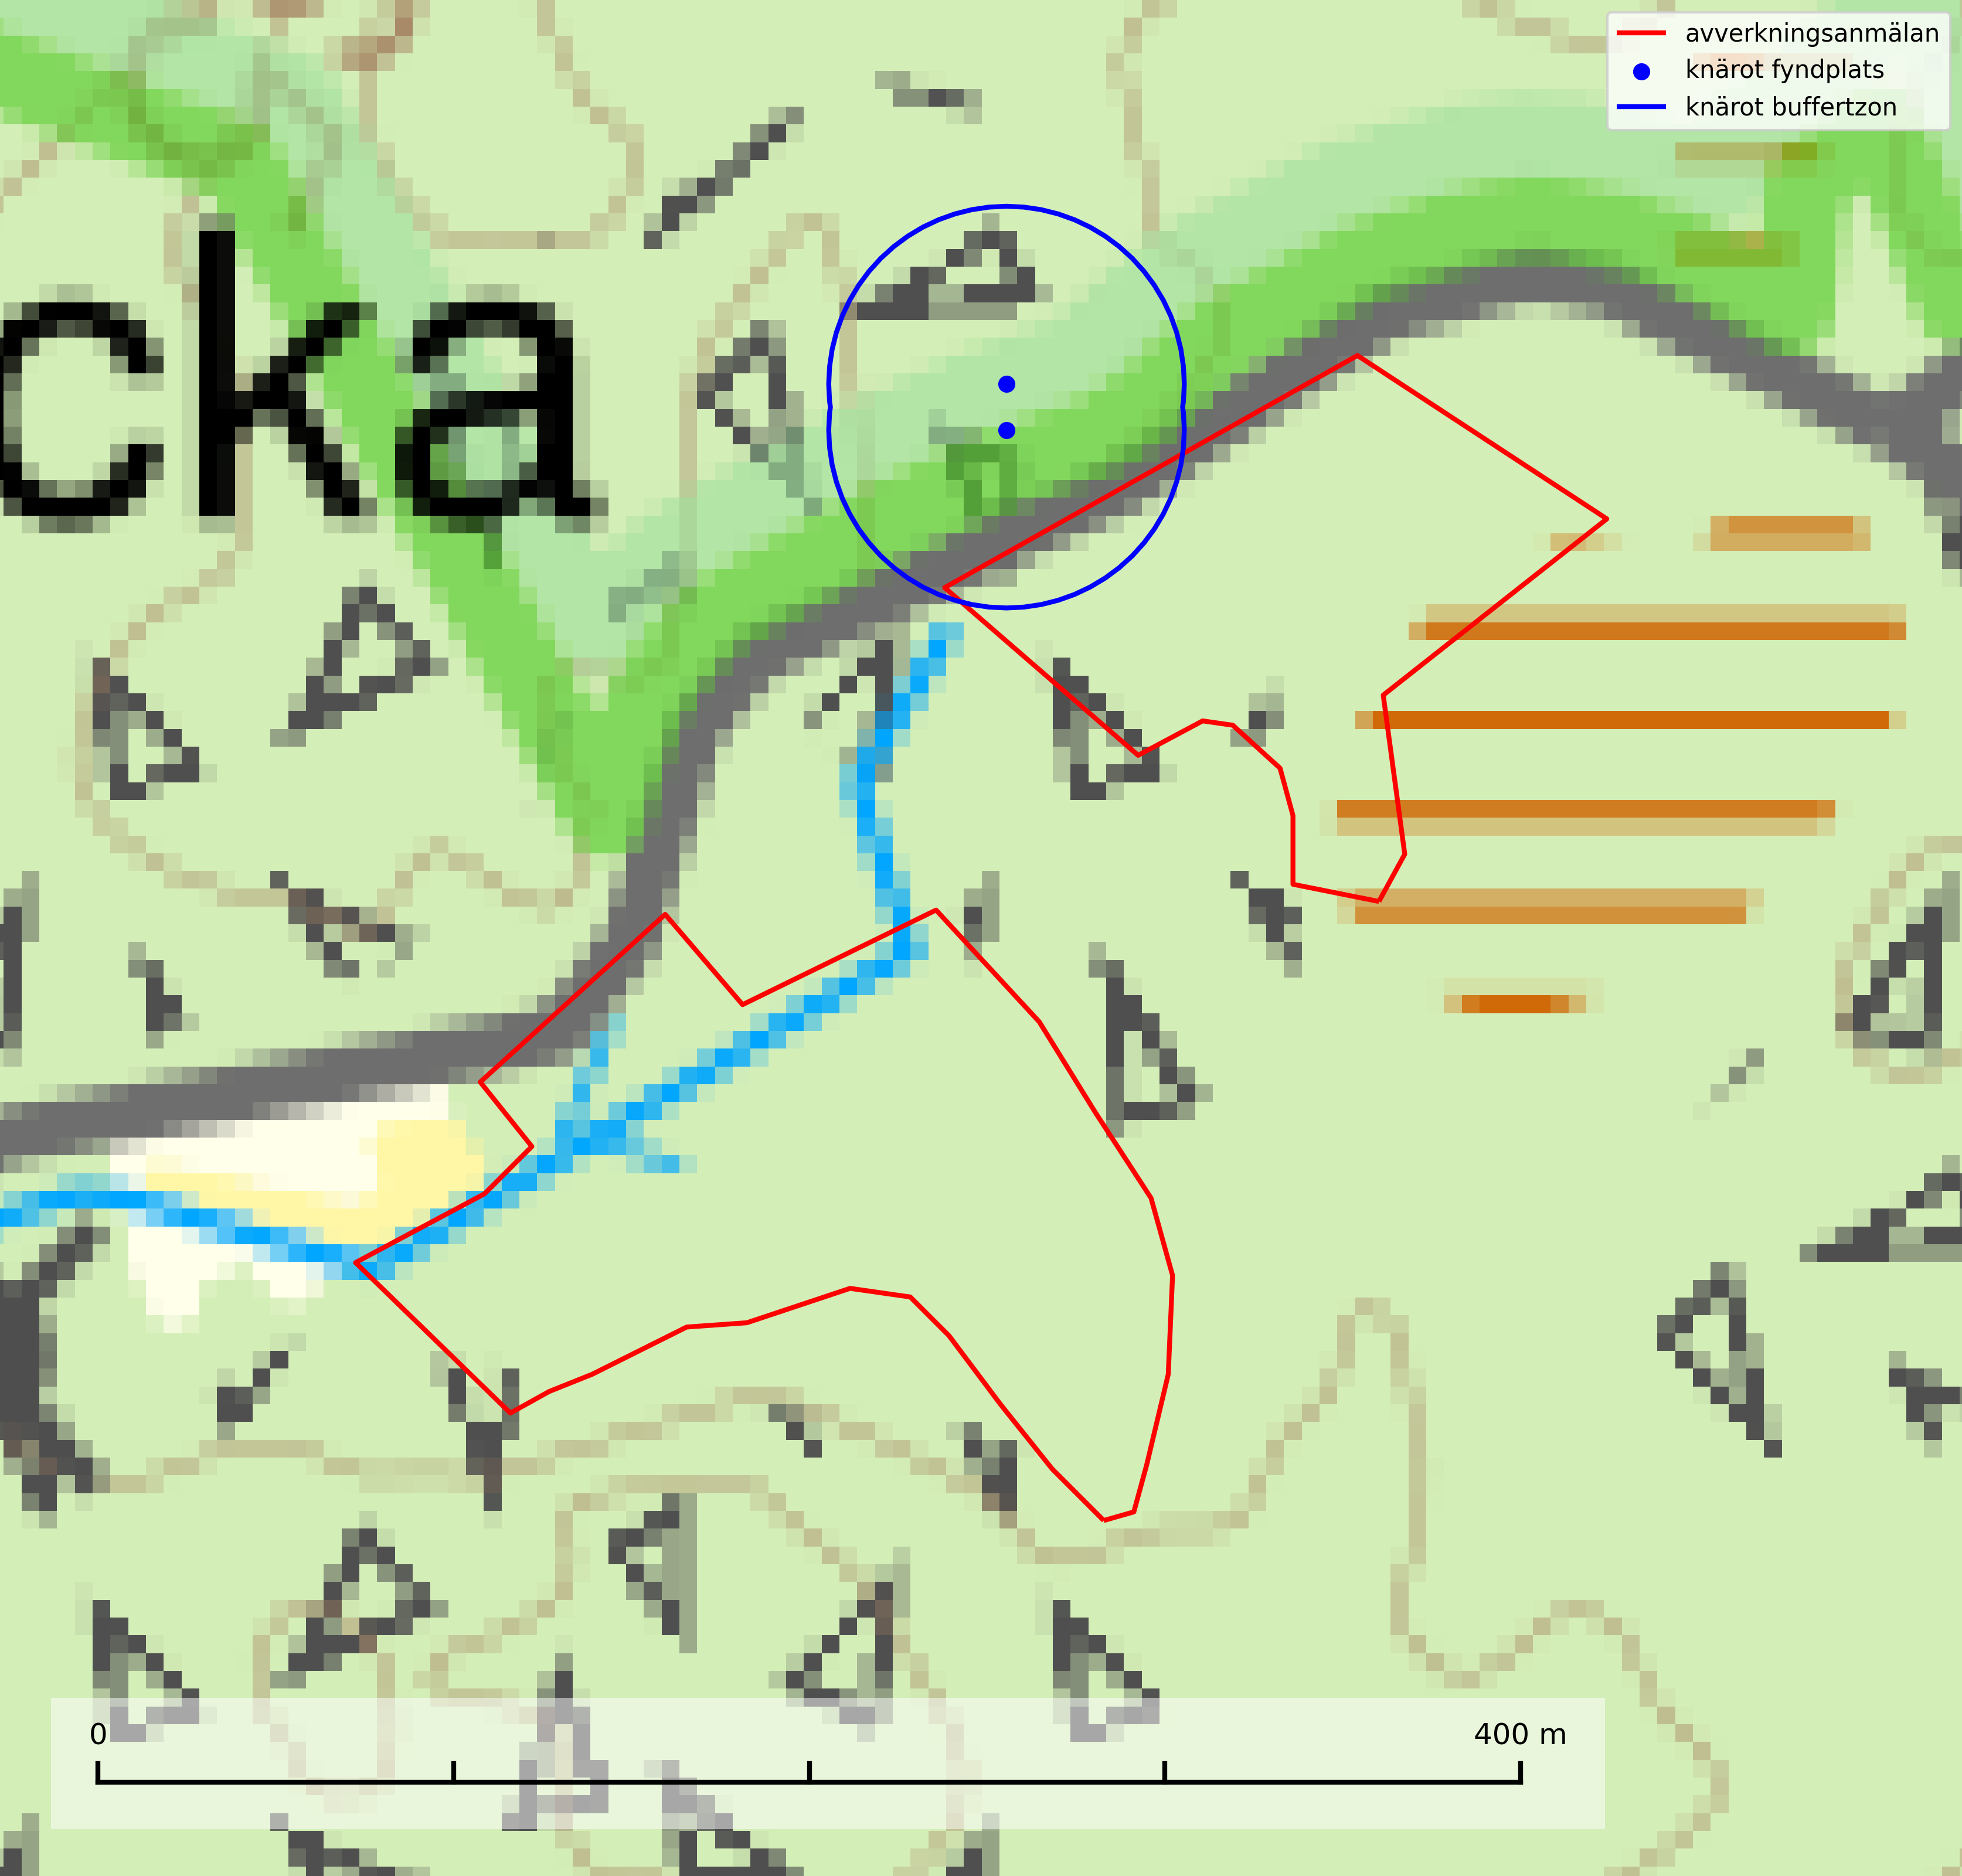 avverkningsanmälan
knärot fyndplats
knärot buffertzon
cka
0 400 m